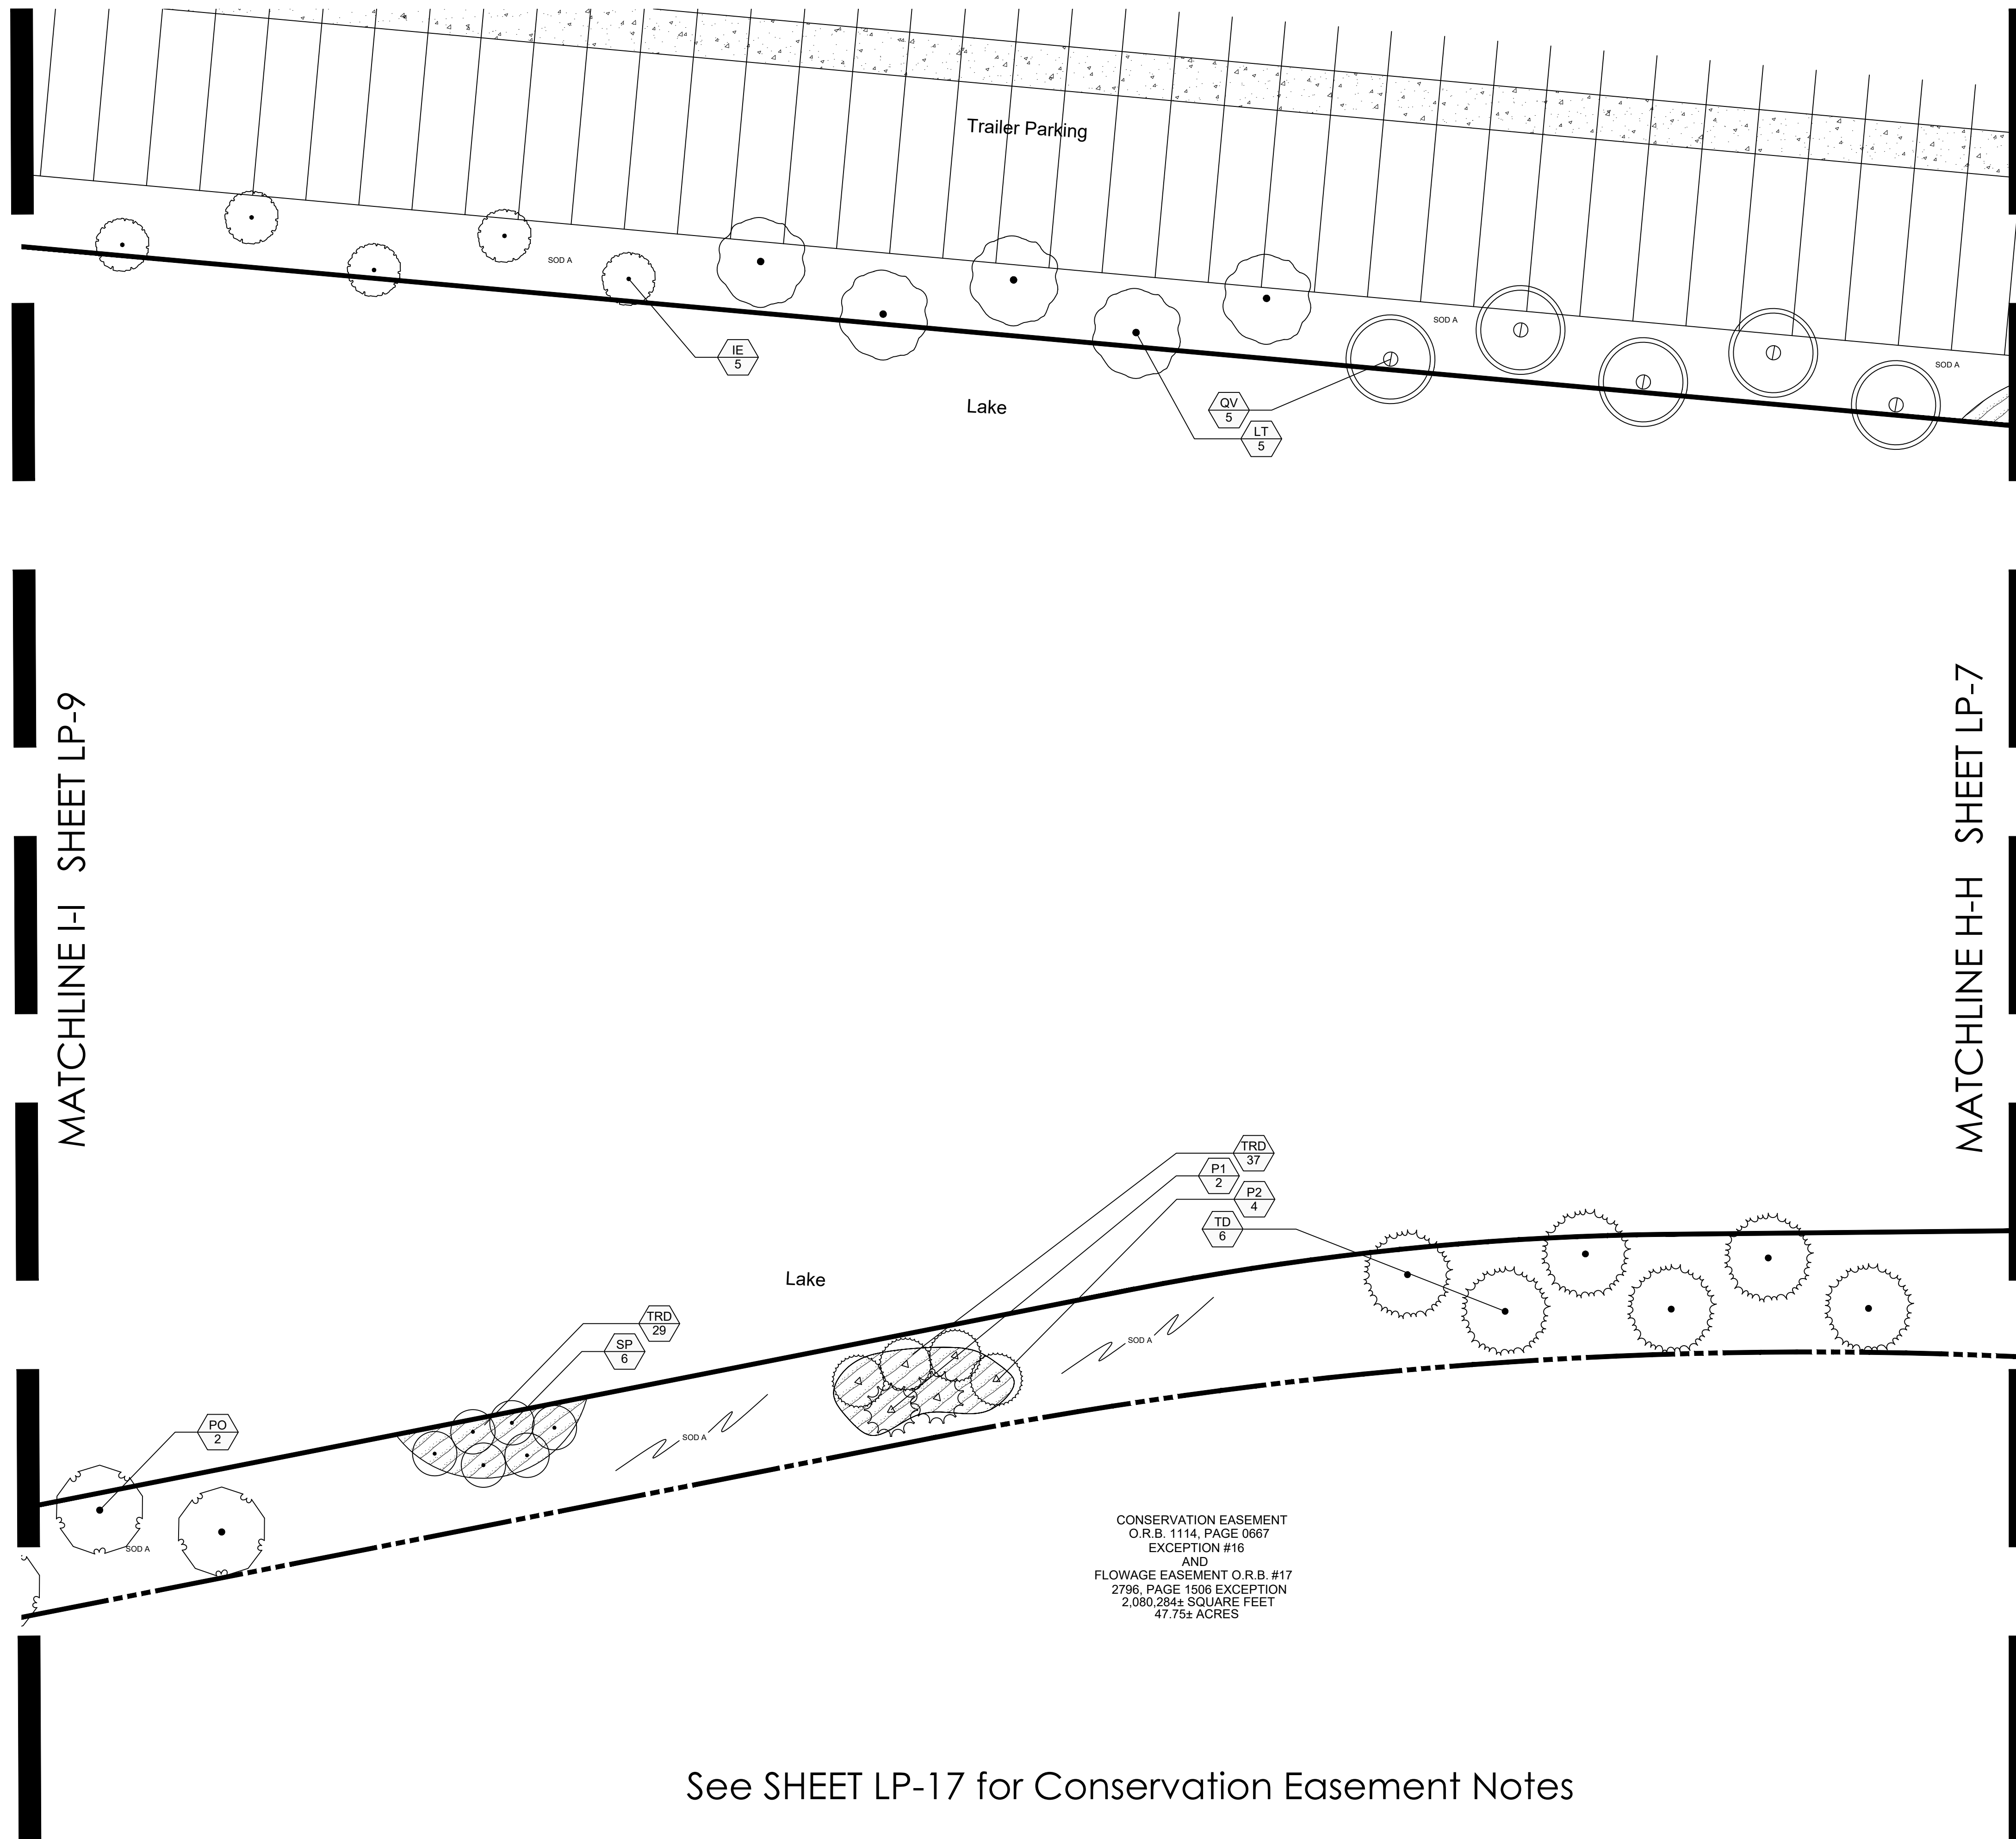 Trailer Parking
SOD A
IE
5
SOD A
SOD A
QV
5
LT
5
Lake
MATCHLINE I-I SHEET LP-9
MATCHLINE H-H SHEET LP-7
TRD
37
P1
2
P2
4
TD
6
Lake
TRD
29
SP
6
SOD A
SOD A
PO
2
SOD A
CONSERVATION EASEMENT
O.R.B. 1114, PAGE 0667
EXCEPTION #16
AND
FLOWAGE EASEMENT O.R.B. #17
2796, PAGE 1506 EXCEPTION
2,080,284± SQUARE FEET
47.75± ACRES
See SHEET LP-17 for Conservation Easement Notes